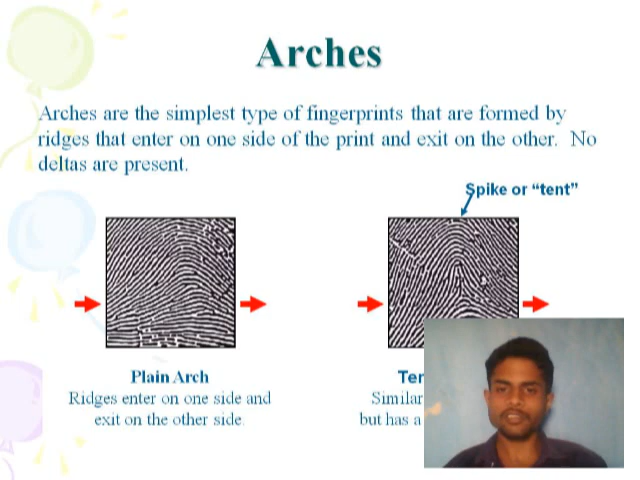 Arches
Arches are the simplest type of fingerprints that are formed by
ridges that enter on one side of the print and exit on the other. No
deltas are present.
Spike or “tent”
Plain Arch
Ridges enter on one side and
exit on the other side.
Ter
Similar
but has a